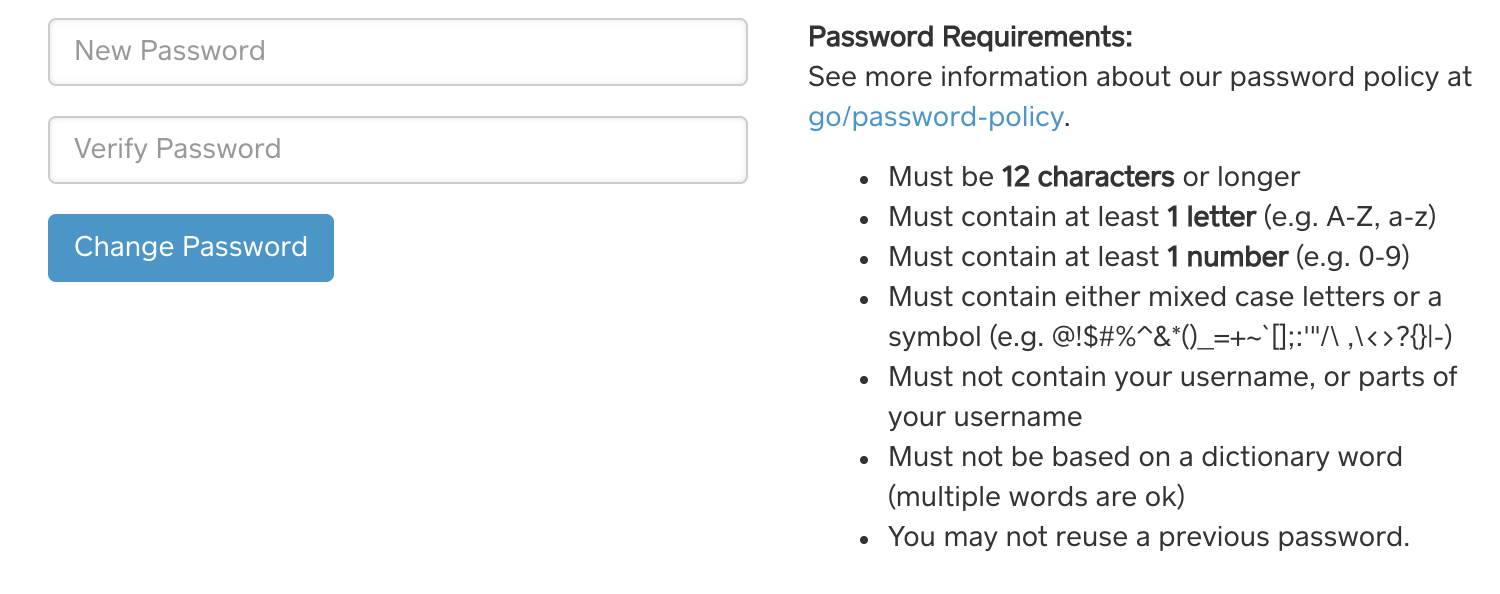 New Password
Verify Password
Change Password
Password Requirements:
See more information about our password policy at
go/password-policy.
• Must be 12 characters or longer
• Must contain at least 1 letter (e.g. A-Z, a-z)
• Must contain at least 1 number (e.g. 0-9)
• Must contain either mixed case letters or a
symbol (e.g. @!$#%^&*()_=+~`[];:'"/\ ,\<>?{}|-)
• Must not contain your username, or parts of
your username
• Must not be based on a dictionary word
(multiple words are ok)
• You may not reuse a previous password.